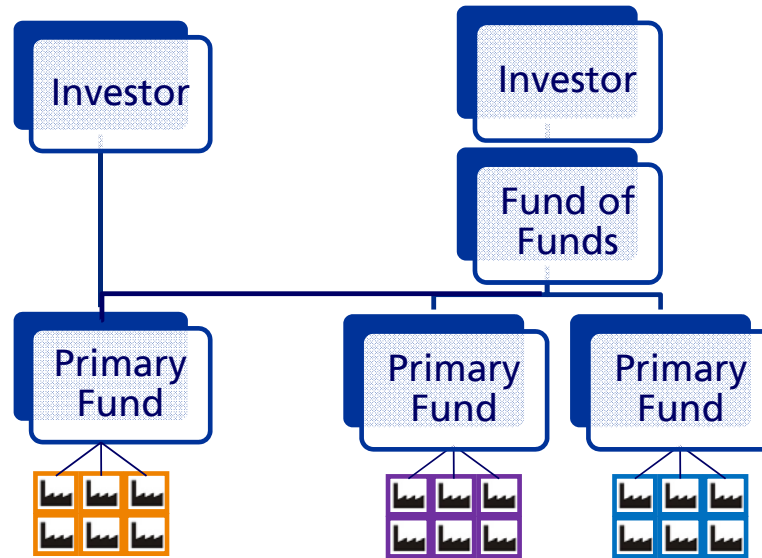 Investor
Investor
Fund of
Funds
Primary
Fund
Primary
Fund
Primary
Fund